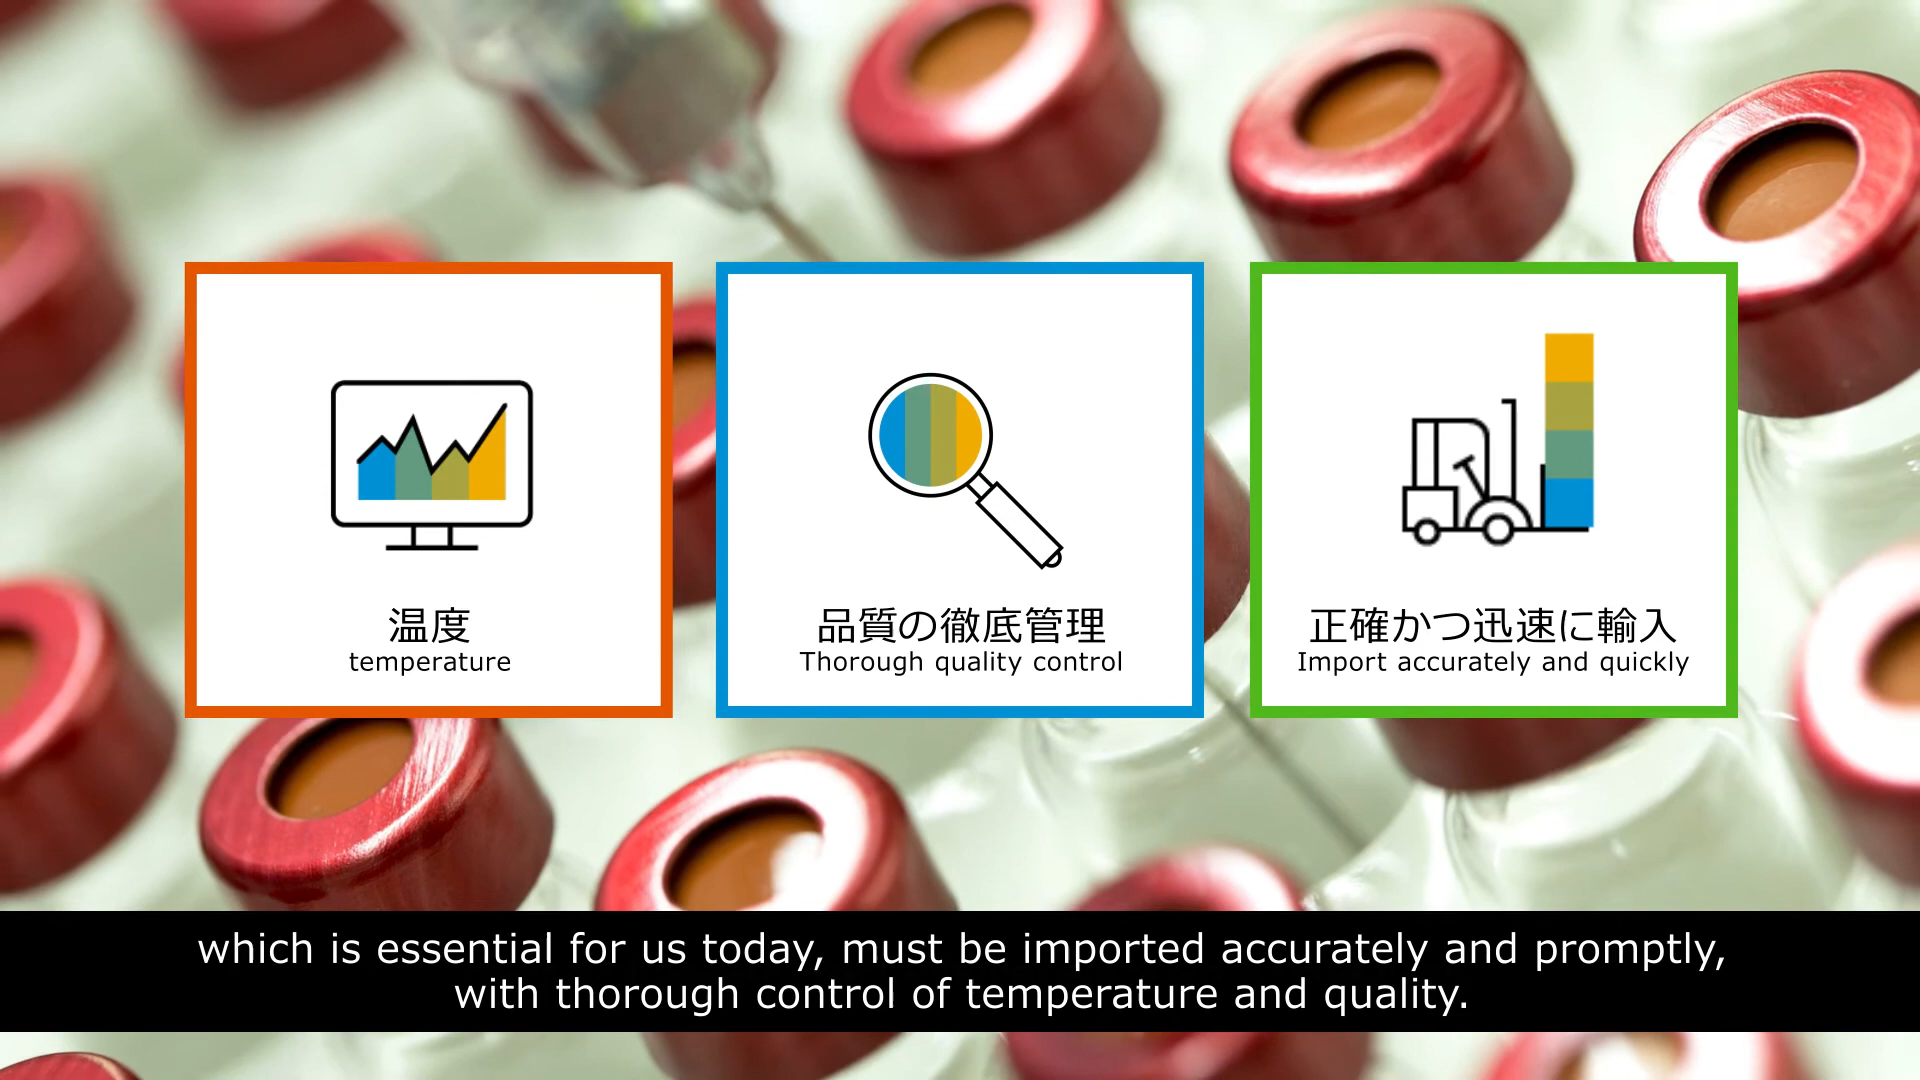 温度
temperature
品質の徹底管理
Thorough quality control
正確かつ迅速に輸入
Import accurately and quickly
which is essential for us today, must be imported accurately and promptly,
with thorough control of temperature and quality.